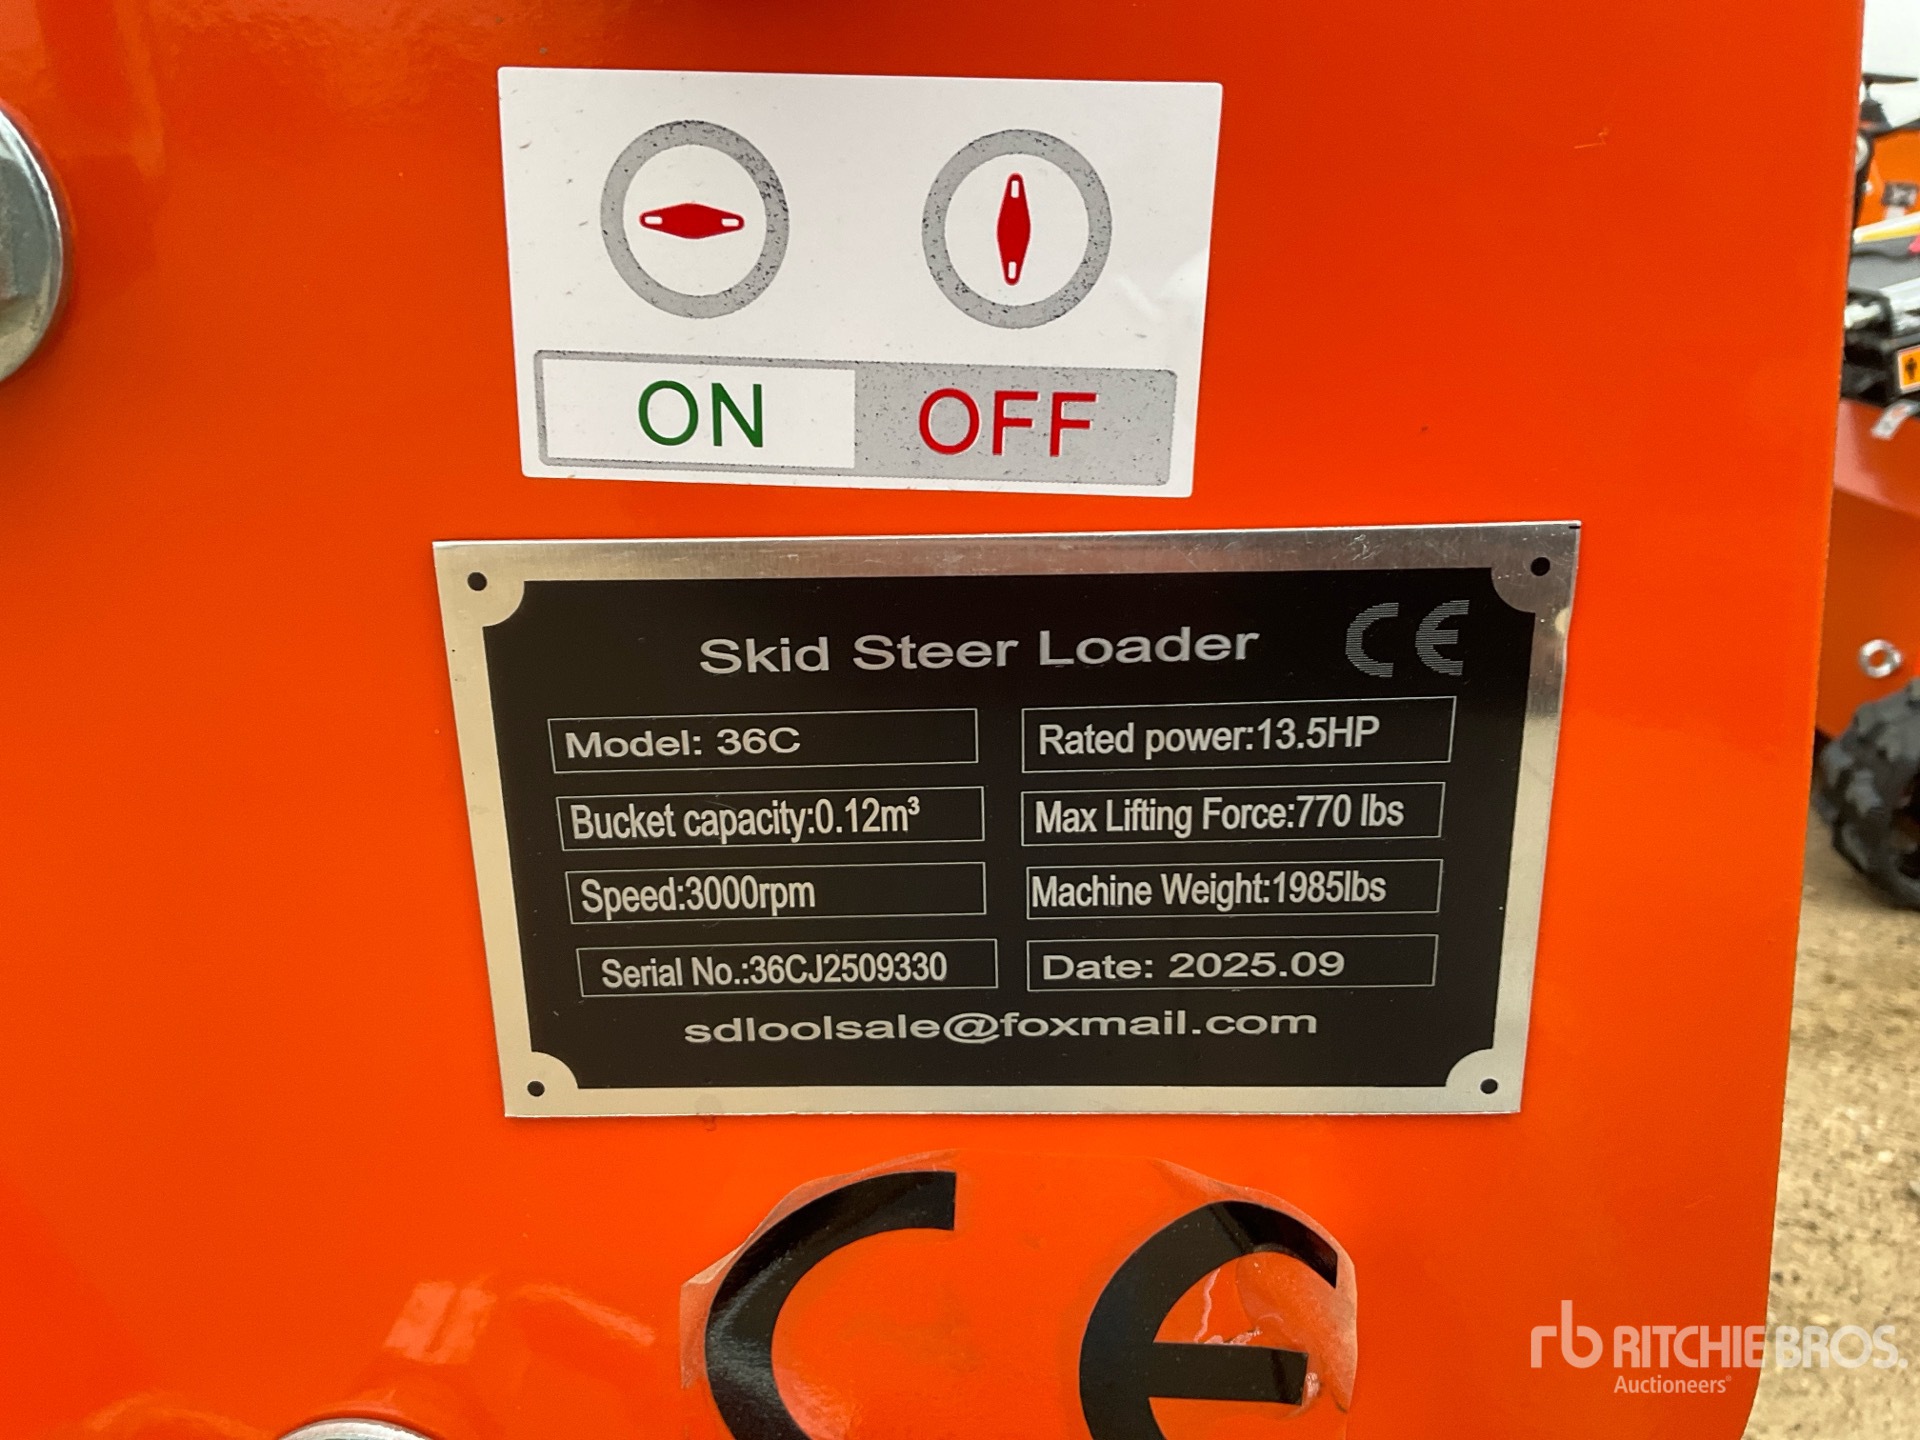 ON OFF
Skid Steer Loader CE
Model: 36C Rated power:13.5HP
Bucket capacity:0.12m³ Max Lifting Force:770 lbs
Speed:3000rpm Machine Weight:1985lbs
Serial No.:36CJ2509330 Date: 2025.09
sdloolsale@foxmail.com
CE
rb RITCHIE BROS.
Auctioneers®